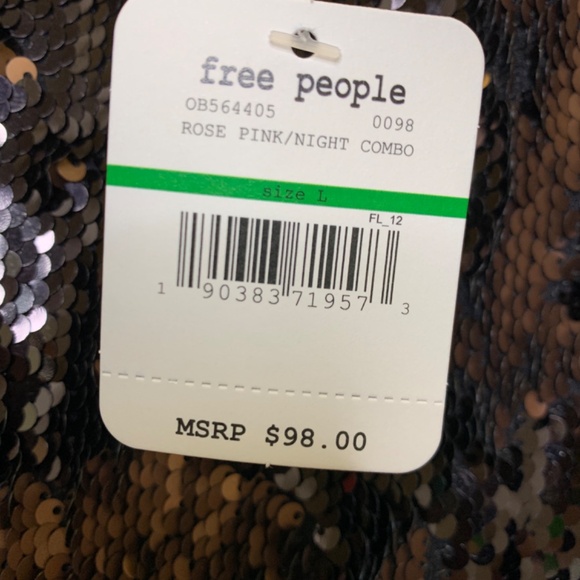 free people
OB564405 0098
ROSE PINK/NIGHT COMBO
size L
FL_12
1 90383 71957 3
MSRP $98.00